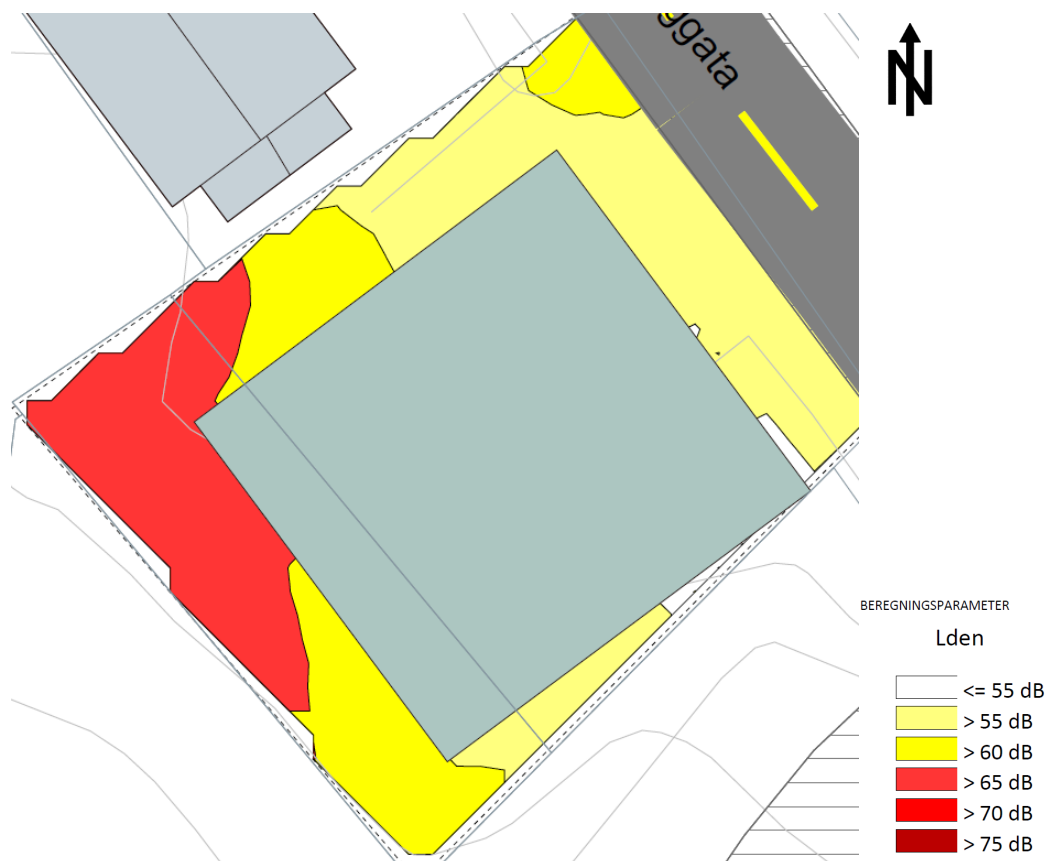 ggata
N
BEREGNINGSPARAMETER
Lden
<= 55 dB
> 55 dB
> 60 dB
> 65 dB
> 70 dB
> 75 dB